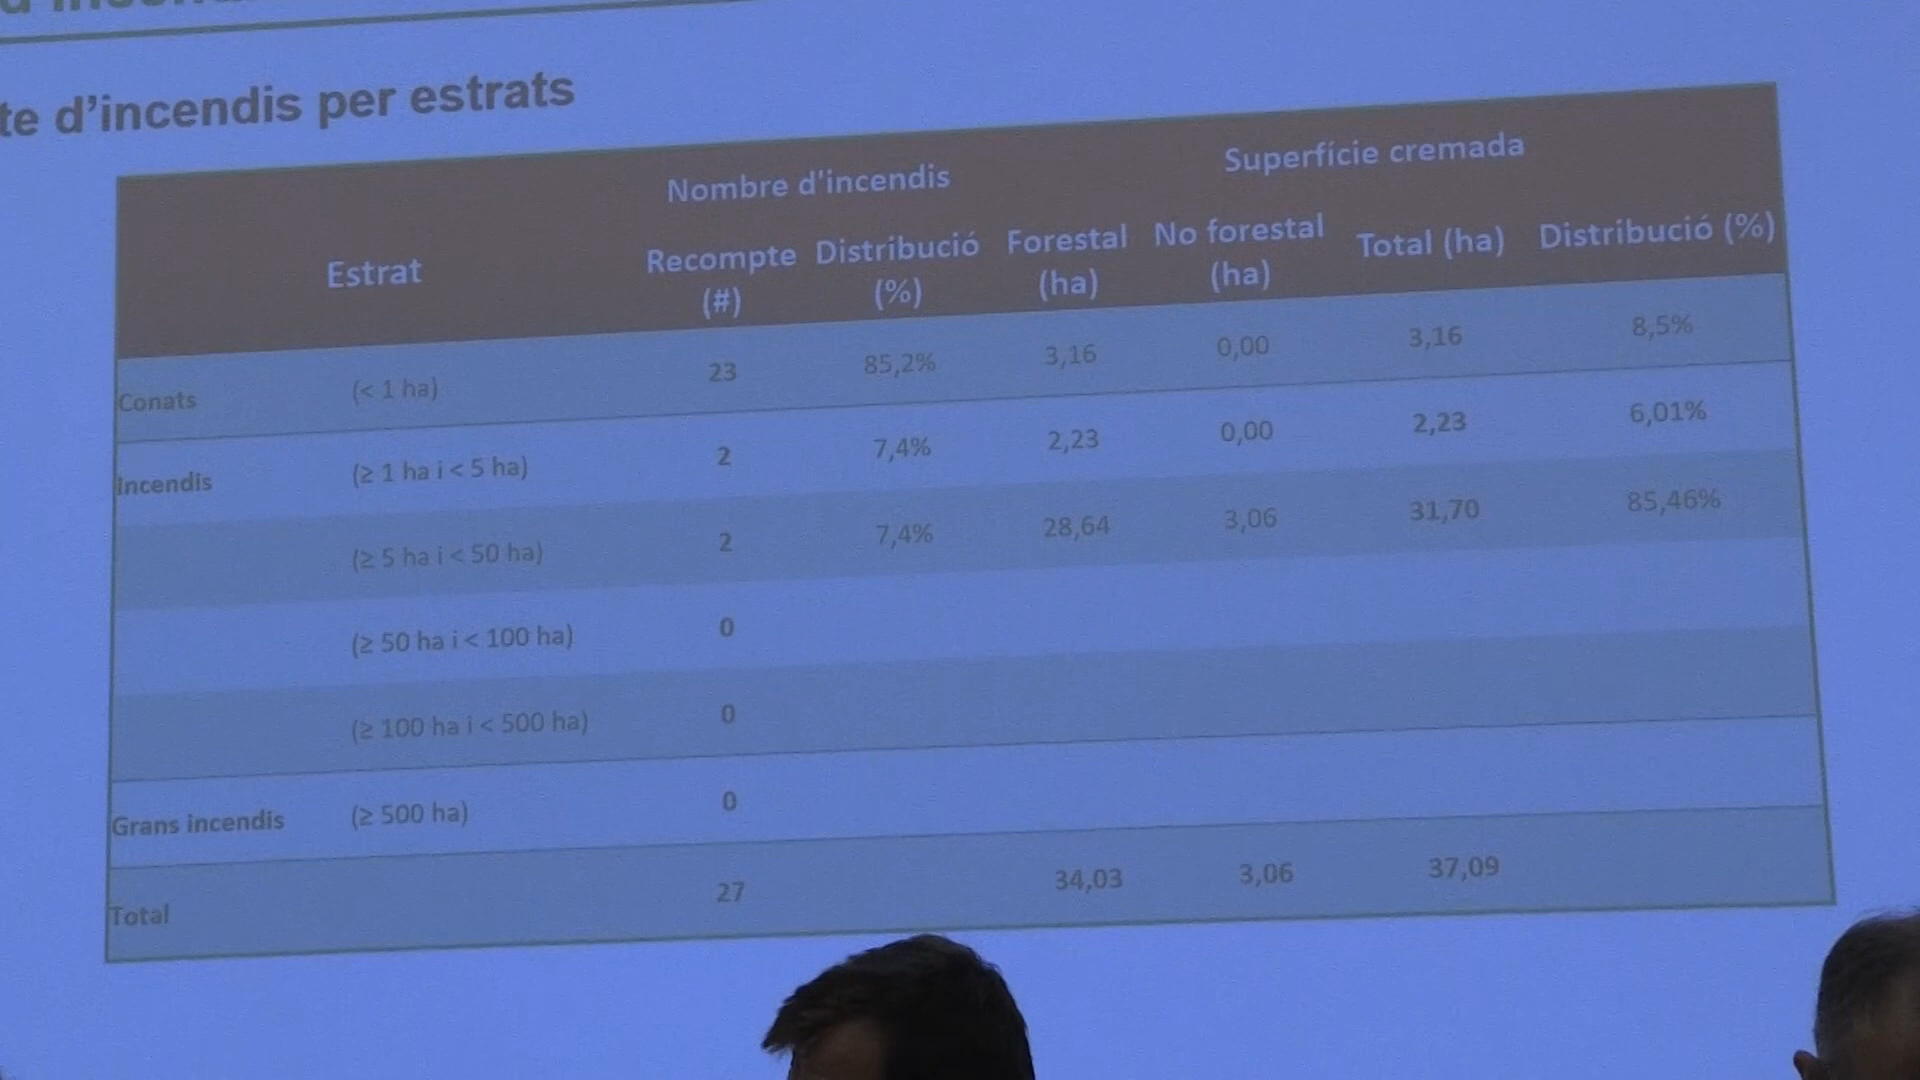 te d'incendis per estrats
Nombre d'incendis Superfície cremada
Estrat Recompte (#) Distribució (%) Forestal (ha) No forestal (ha) Total (ha) Distribució (%)
Conats (< 1 ha) 23 85,2% 3,16 0,00 3,16 8,5%
Incendis (≥ 1 ha i < 5 ha) 2 7,4% 2,23 0,00 2,23 6,01%
(≥ 5 ha i < 50 ha) 2 7,4% 28,64 3,06 31,70 85,46%
(≥ 50 ha i < 100 ha) 0
(≥ 100 ha i < 500 ha) 0
Grans incendis (≥ 500 ha) 0
Total 27 34,03 3,06 37,09